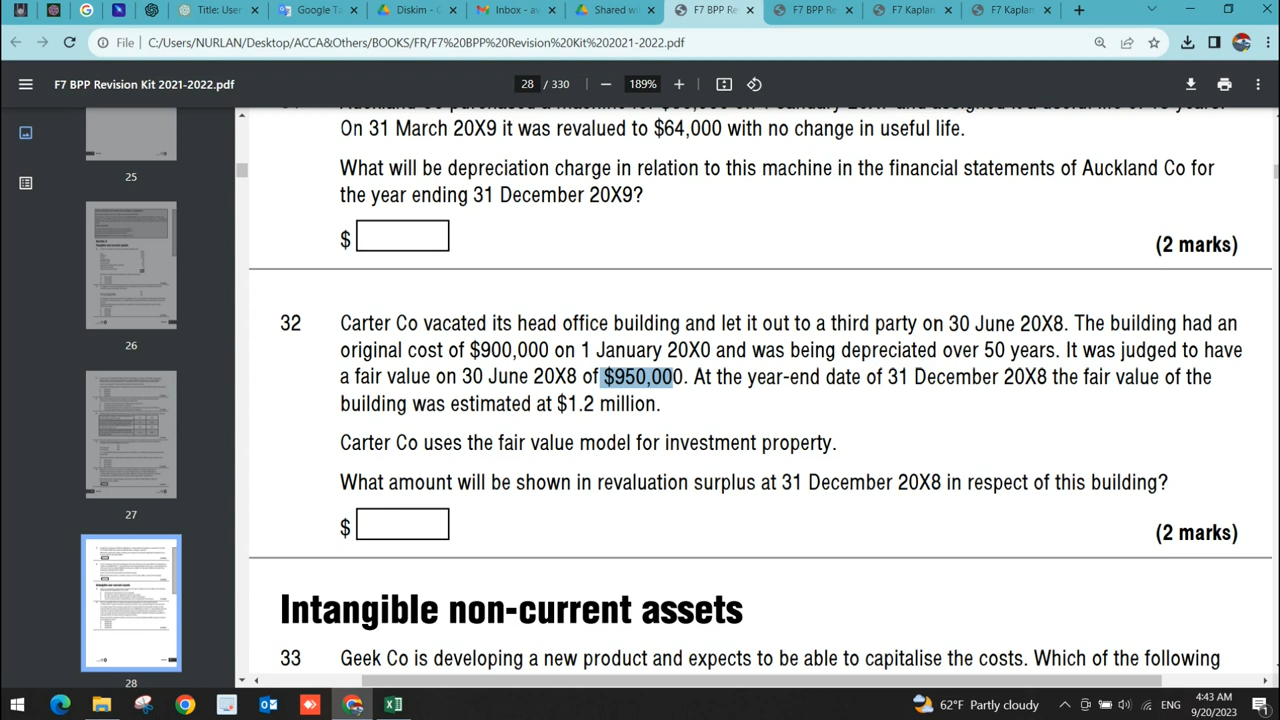 Title: User
Google Ta
Diskim - G
Inbox - av
Shared wi
F7 BPP Re
F7 BPP Re
F7 Kaplan
F7 Kaplan
File
C:/Users/NURLAN/Desktop/ACCA&Others/BOOKS/FR/F7%20BPP%20Revision%20Kit%202021-2022.pdf
F7 BPP Revision Kit 2021-2022.pdf
28 / 330
189%
25
26
27
28
On 31 March 20X9 it was revalued to $64,000 with no change in useful life.
What will be depreciation charge in relation to this machine in the financial statements of Auckland Co for
the year ending 31 December 20X9?
$
(2 marks)
32 Carter Co vacated its head office building and let it out to a third party on 30 June 20X8. The building had an
original cost of $900,000 on 1 January 20X0 and was being depreciated over 50 years. It was judged to have
a fair value on 30 June 20X8 of $950,000. At the year-end date of 31 December 20X8 the fair value of the
building was estimated at $1.2 million.
Carter Co uses the fair value model for investment property.
What amount will be shown in revaluation surplus at 31 December 20X8 in respect of this building?
$
(2 marks)
Intangible non-current assets
33 Geek Co is developing a new product and expects to be able to capitalise the costs. Which of the following
62°F Partly cloudy
ENG
4:43 AM
9/20/2023